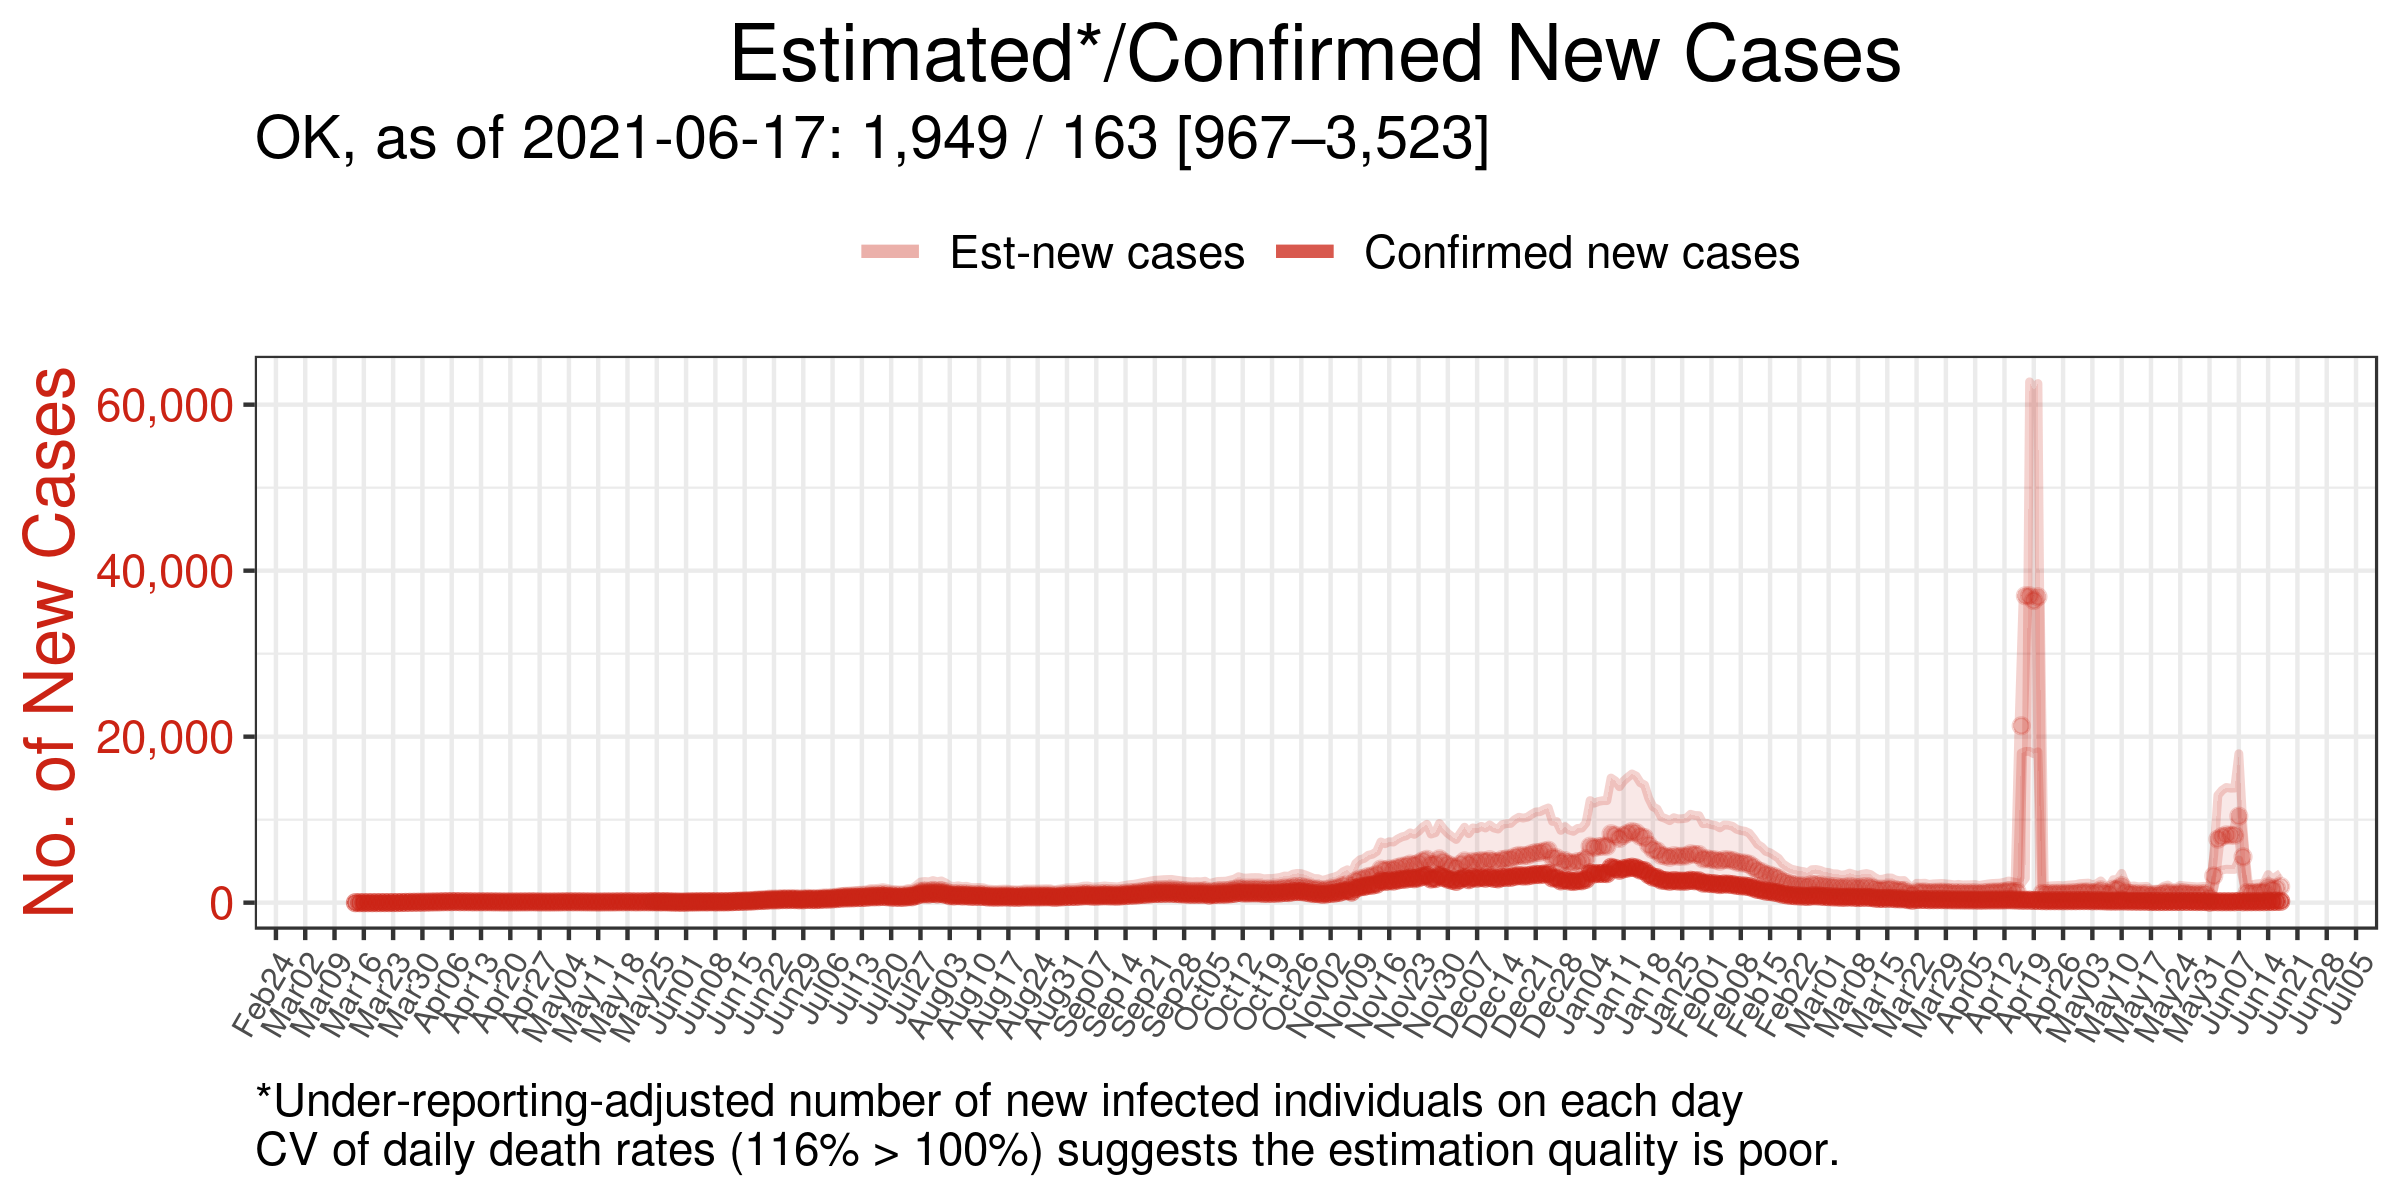 Estimated*/Confirmed New Cases
OK, as of 2021-06-17: 1,949 / 163 [967–3,523]
Est-new cases Confirmed new cases
No. of New Cases
60,000
40,000
20,000
0
Feb24 Mar02 Mar09 Mar16 Mar23 Mar30 Apr06 Apr13 Apr20 Apr27 May04 May11 May18 May25 Jun01 Jun08 Jun15 Jun22 Jun29 Jul06 Jul13 Jul20 Jul27 Aug03 Aug10 Aug17 Aug24 Aug31 Sep07 Sep14 Sep21 Sep28 Oct05 Oct12 Oct19 Oct26 Nov02 Nov09 Nov16 Nov23 Nov30 Dec07 Dec14 Dec21 Dec28 Jan04 Jan11 Jan18 Jan25 Feb01 Feb08 Feb15 Feb22 Mar01 Mar08 Mar15 Mar22 Mar29 Apr05 Apr12 Apr19 Apr26 May03 May10 May17 May24 May31 Jun07 Jun14 Jun21 Jun28 Jul05
*Under-reporting-adjusted number of new infected individuals on each day
CV of daily death rates (116% > 100%) suggests the estimation quality is poor.